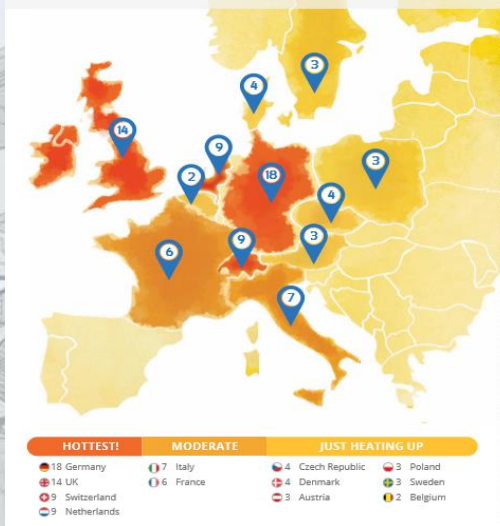 3
4
14
9
2
18
3
4
9
3
6
7
HOTTEST! MODERATE JUST HEATING UP
18 Germany 7 Italy 4 Czech Republic 3 Poland
14 UK 6 France 4 Denmark 3 Sweden
9 Switzerland 3 Austria 2 Belgium
9 Netherlands